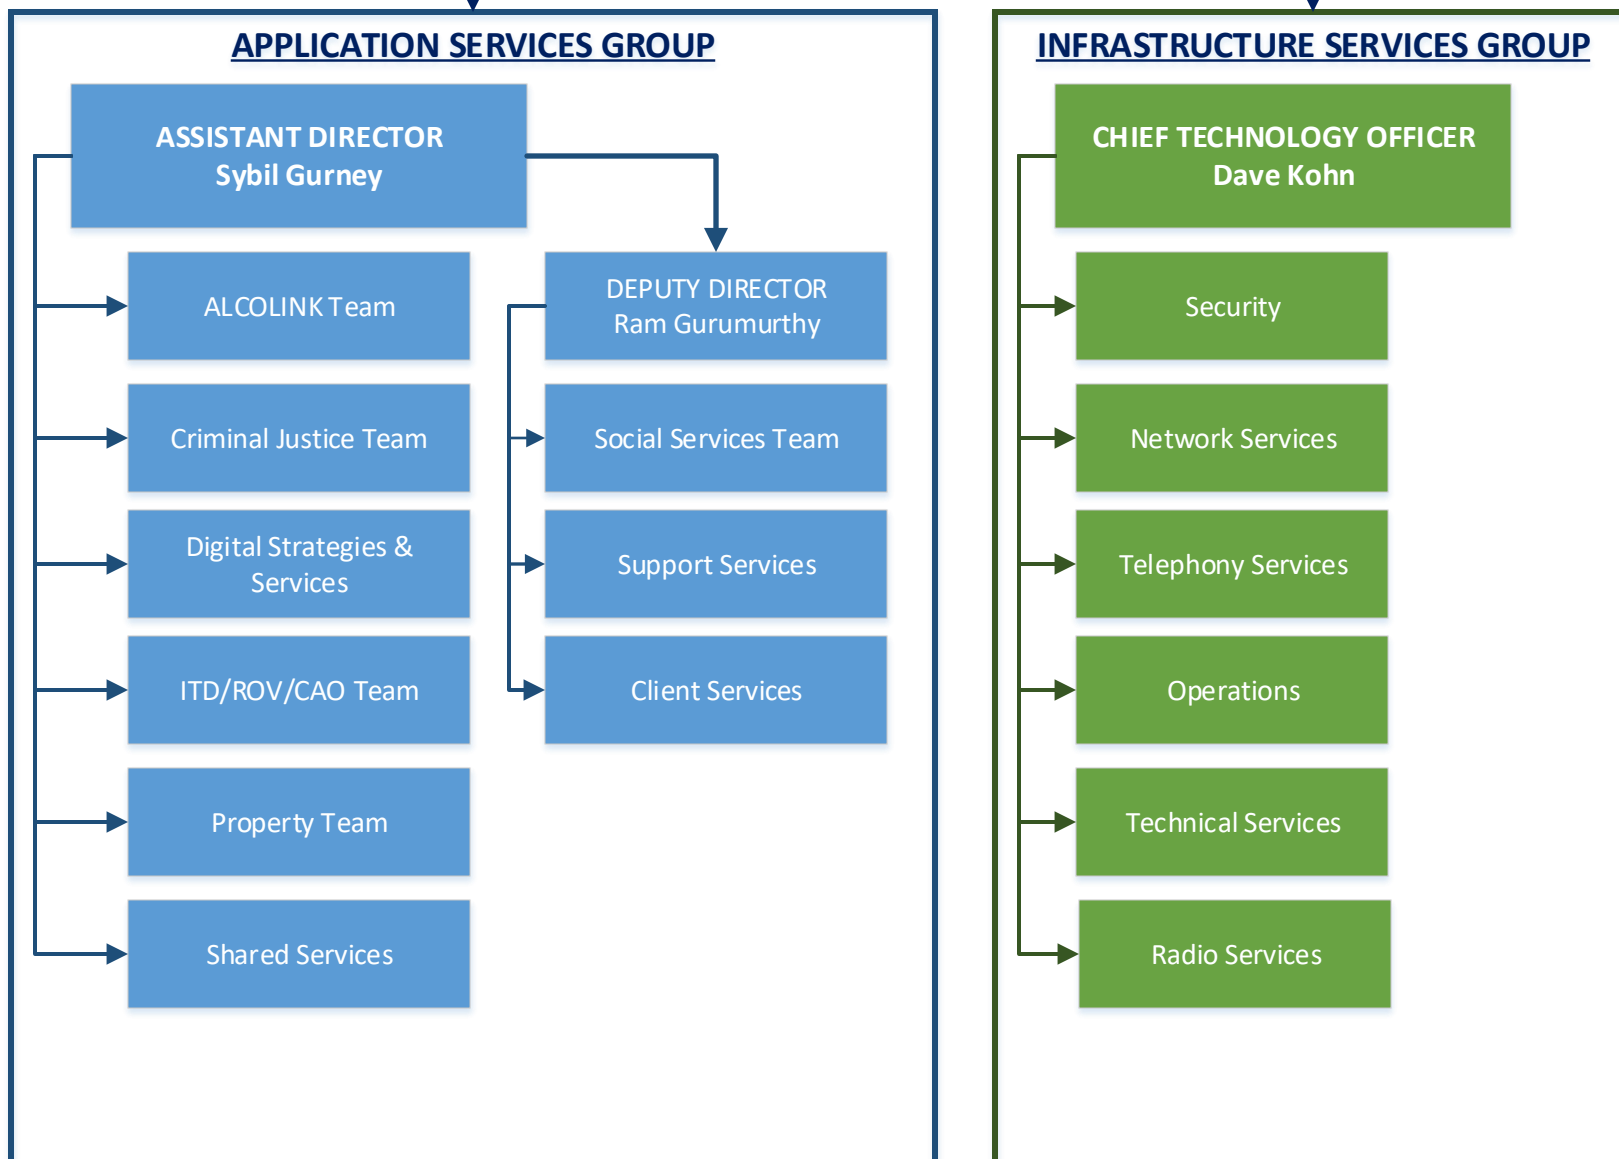 APPLICATION SERVICES GROUP
ASSISTANT DIRECTOR
Sybil Gurney
ALCOLINK Team
Criminal Justice Team
Digital Strategies &
Services
ITD/ROV/CAO Team
Property Team
Shared Services
DEPUTY DIRECTOR
Ram Gurumurthy
Social Services Team
Support Services
Client Services
INFRASTRUCTURE SERVICES GROUP
CHIEF TECHNOLOGY OFFICER
Dave Kohn
Security
Network Services
Telephony Services
Operations
Technical Services
Radio Services